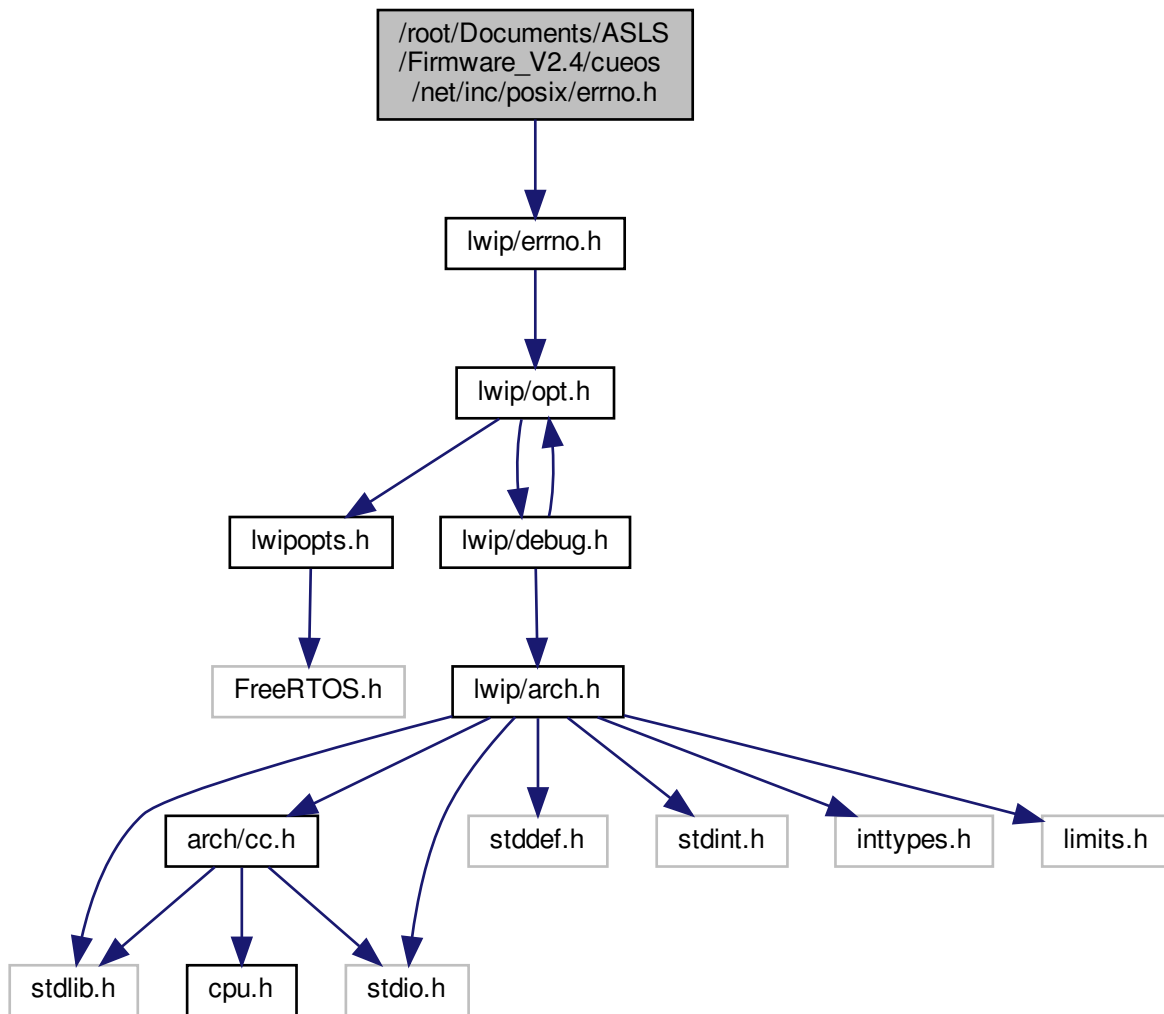 /root/Documents/ASLS
/Firmware_V2.4/cueos
/net/inc/posix/errno.h
lwip/errno.h
lwip/opt.h
lwipopts.h
lwip/debug.h
FreeRTOS.h
lwip/arch.h
arch/cc.h
stddef.h
stdint.h
inttypes.h
limits.h
stdlib.h
cpu.h
stdio.h